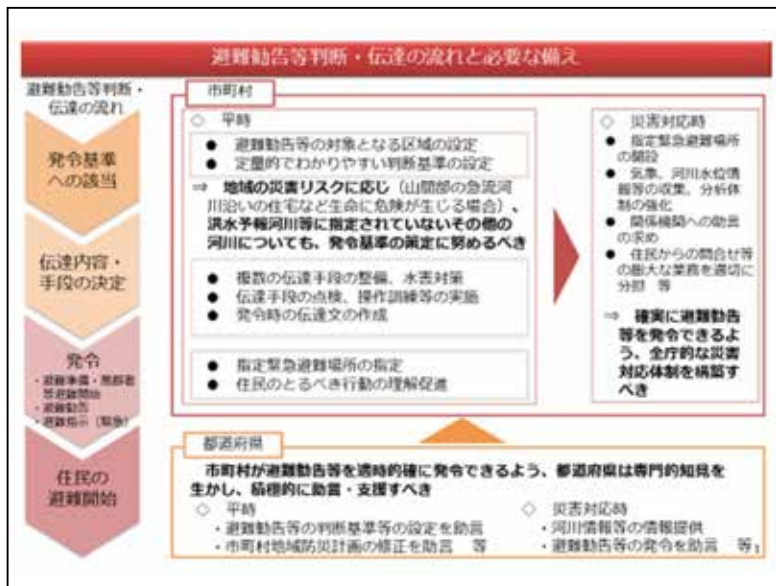 避難勧告等判断・伝達の流れと必要な備え
避難勧告等判断・
伝達の流れ
発令基準
への該当
伝達内容・
手段の決定
発令
・避難準備・高齢者
等避難開始
・避難勧告
・避難指示（緊急）
住民の
避難開始
市町村
◇ 平時
● 避難勧告等の対象となる区域の設定
● 定量的でわかりやすい判断基準の設定
⇒ 地域の災害リスクに応じ（山間部の急流河
川沿いの住宅など生命に危険が生じる場合）、
洪水予報河川等に指定されていないその他の
河川についても、発令基準の策定に努めるべき
● 複数の伝達手段の整備、水害対策
● 伝達手段の点検、操作訓練等の実施
● 発令時の伝達文の作成
● 指定緊急避難場所の指定
● 住民のとるべき行動の理解促進
◇ 災害対応時
● 指定緊急避難場所
の開設
● 気象、河川水位情
報等の収集、分析体
制の強化
● 関係機関への助言
の求め
● 住民からの問合せ等
の膨大な業務を適切に
分担 等
⇒ 確実に避難勧告
等を発令できるよ
う、全庁的な災害
対応体制を構築す
べき
都道府県
市町村が避難勧告等を適時的確に発令できるよう、都道府県は専門的知見を
生かし、積極的に助言・支援すべき
◇ 平時
・避難勧告等の判断基準等の設定を助言
・市町村地域防災計画の修正を助言 等
◇ 災害対応時
・河川情報等の情報提供
・避難勧告等の発令を助言 等